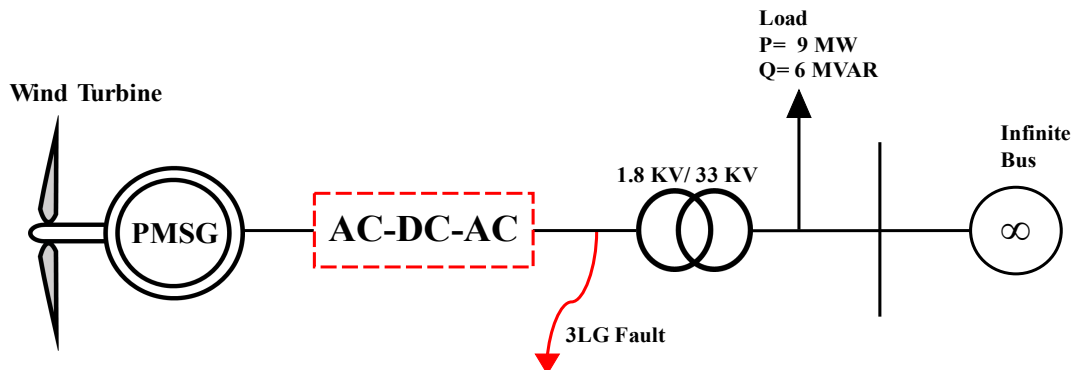 Load
P= 9 MW
Q= 6 MVAR
Wind Turbine
Infinite
Bus
1.8 KV/ 33 KV
PMSG
AC-DC-AC
∞
3LG Fault